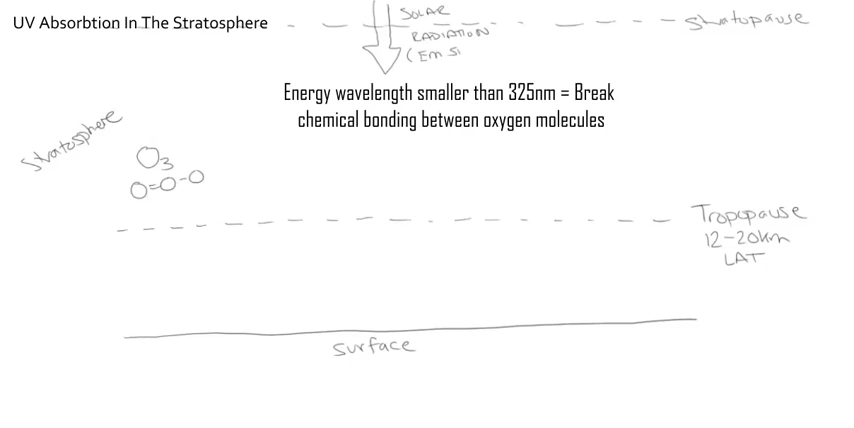 UV Absorbtion In The Stratosphere
SOLAR
RADIATION
(EM S
Stratopause
Energy wavelength smaller than 325nm = Break
chemical bonding between oxygen molecules
Stratosphere
O3
O=O-O
Tropopause
12-20km
LAT
Surface